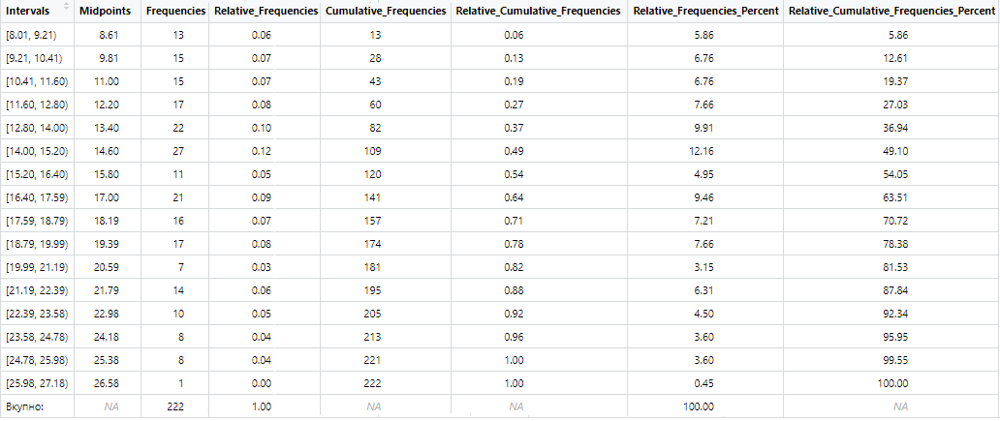 Intervals Midpoints Frequencies Relative_Frequencies Cumulative_Frequencies Relative_Cumulative_Frequencies Relative_Frequencies_Percent Relative_Cumulative_Frequencies_Percent
[8.01, 9.21) 8.61 13 0.06 13 0.06 5.86 5.86
[9.21, 10.41) 9.81 15 0.07 28 0.13 6.76 12.61
[10.41, 11.60) 11.00 15 0.07 43 0.19 6.76 19.37
[11.60, 12.80) 12.20 17 0.08 60 0.27 7.66 27.03
[12.80, 14.00) 13.40 22 0.10 82 0.37 9.91 36.94
[14.00, 15.20) 14.60 27 0.12 109 0.49 12.16 49.10
[15.20, 16.40) 15.80 11 0.05 120 0.54 4.95 54.05
[16.40, 17.59) 17.00 21 0.09 141 0.64 9.46 63.51
[17.59, 18.79) 18.19 16 0.07 157 0.71 7.21 70.72
[18.79, 19.99) 19.39 17 0.08 174 0.78 7.66 78.38
[19.99, 21.19) 20.59 7 0.03 181 0.82 3.15 81.53
[21.19, 22.39) 21.79 14 0.06 195 0.88 6.31 87.84
[22.39, 23.58) 22.98 10 0.05 205 0.92 4.50 92.34
[23.58, 24.78) 24.18 8 0.04 213 0.96 3.60 95.95
[24.78, 25.98) 25.38 8 0.04 221 1.00 3.60 99.55
[25.98, 27.18) 26.58 1 0.00 222 1.00 0.45 100.00
Вкупно: NA 222 1.00 NA NA 100.00 NA